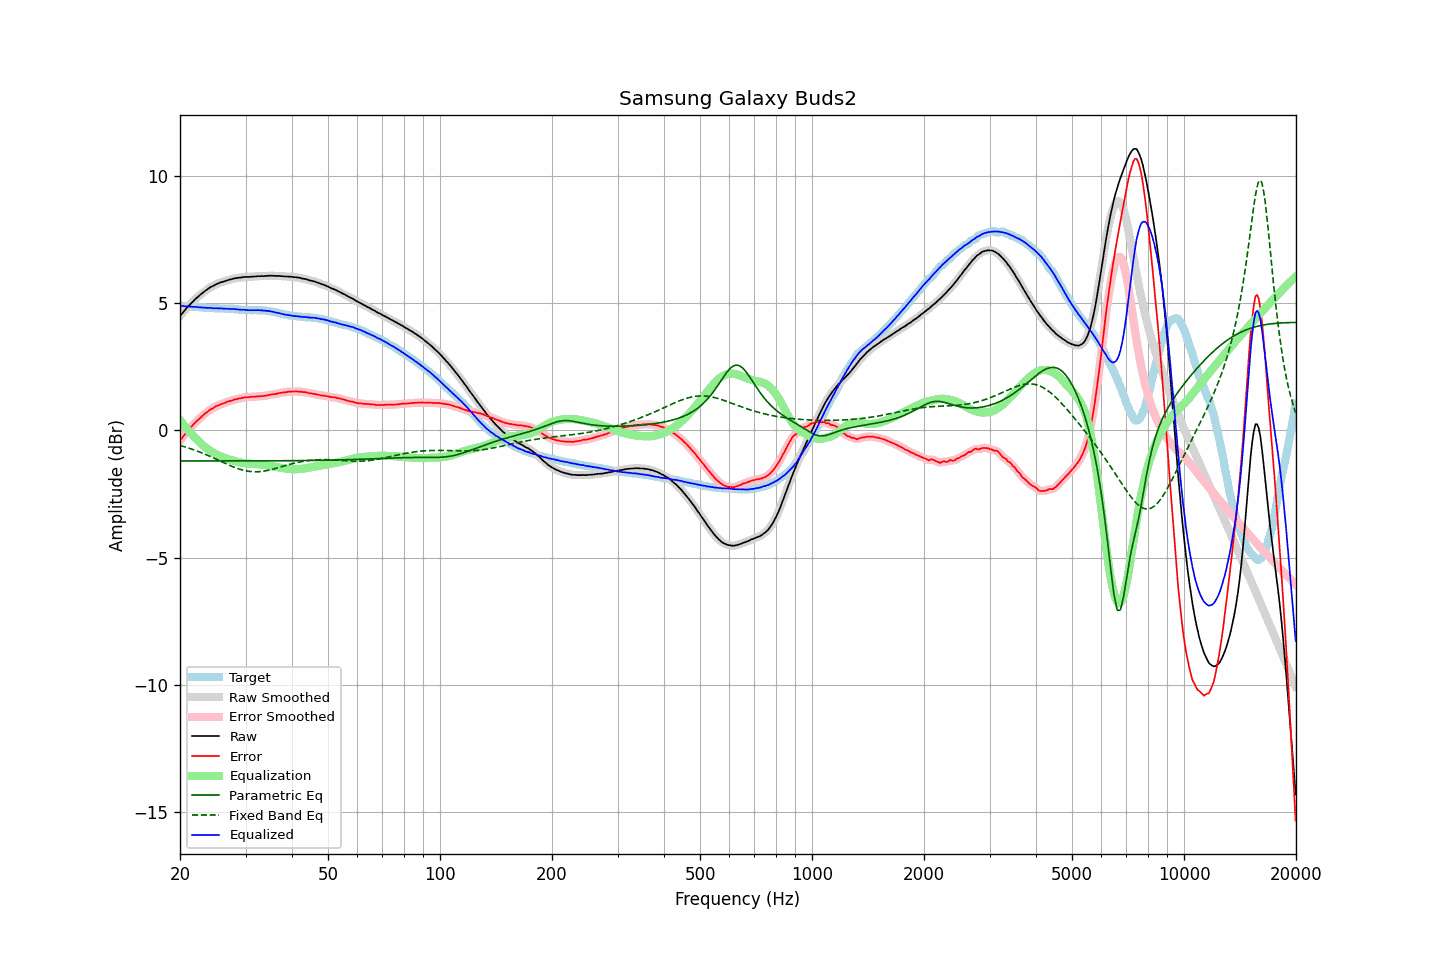 Samsung Galaxy Buds2
Amplitude (dBr)
10
5
0
−5
−10
−15
Target
Raw Smoothed
Error Smoothed
Raw
Error
Equalization
Parametric Eq
Fixed Band Eq
Equalized
20 50 100 200 500 1000 2000 5000 10000 20000
Frequency (Hz)